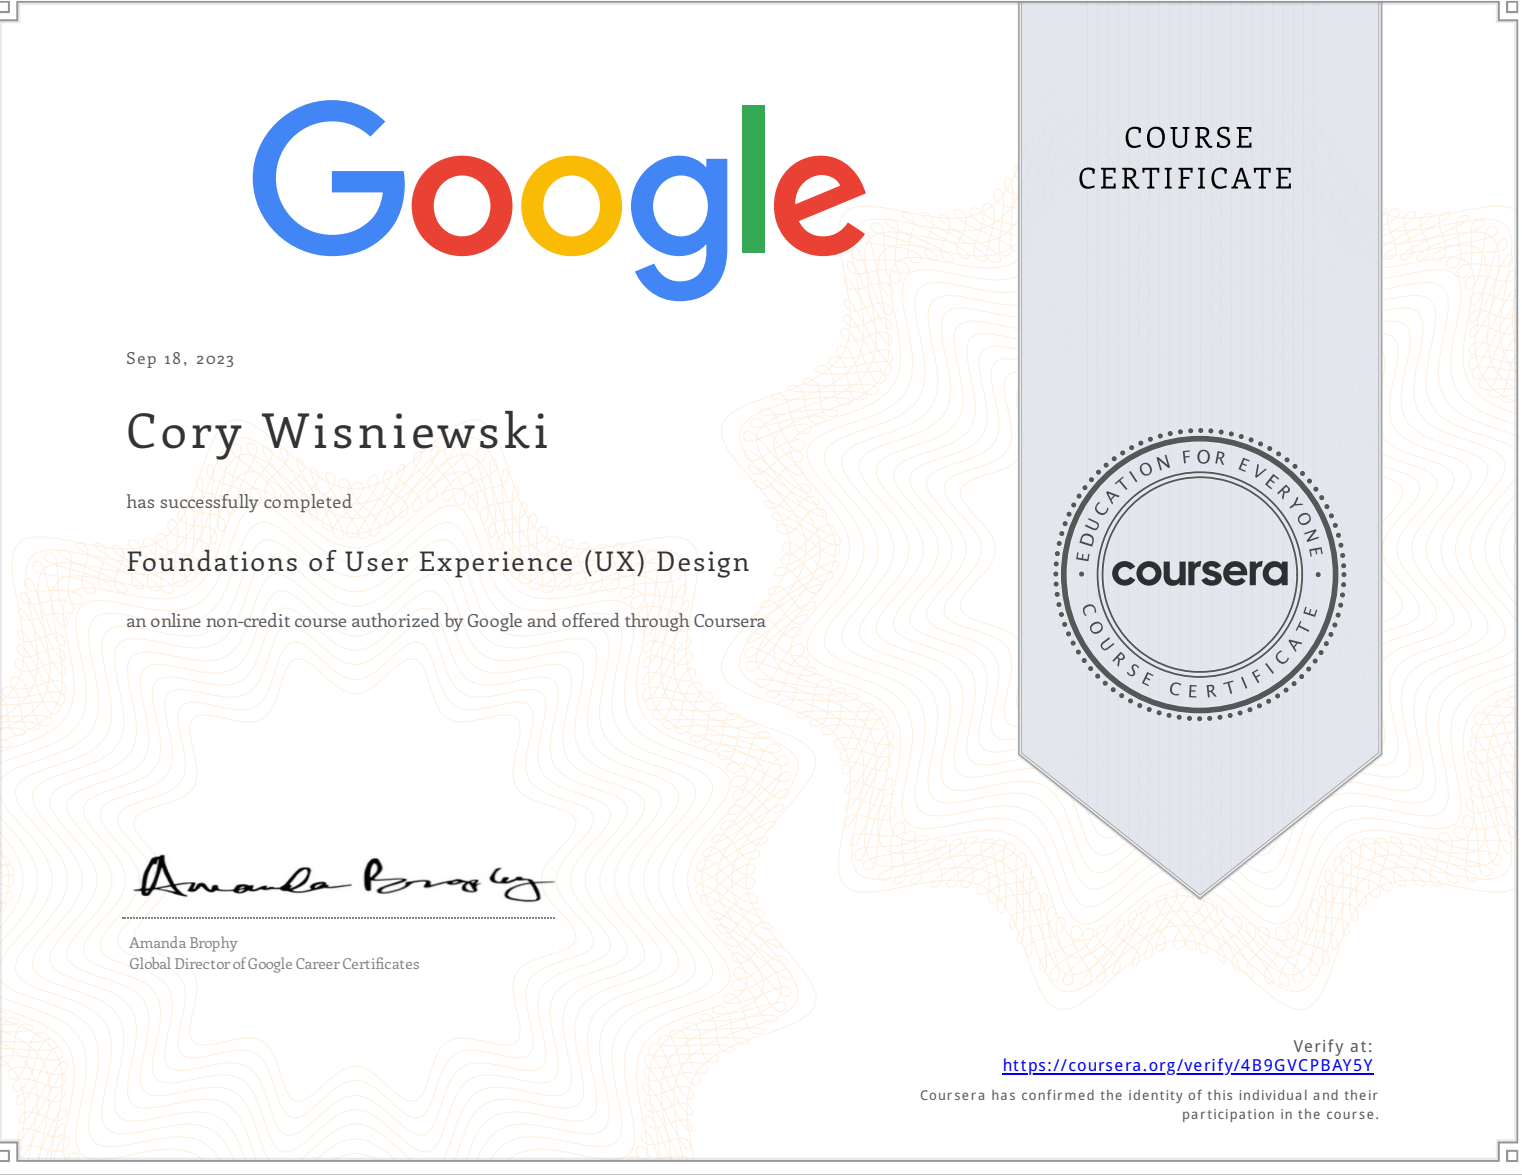 Google
COURSE
CERTIFICATE
Sep 18, 2023
Cory Wisniewski
has successfully completed
Foundations of User Experience (UX) Design
an online non-credit course authorized by Google and offered through Coursera
EDUCATION FOR EVERYONE
coursera
COURSE CERTIFICATE
Amanda Brophy
Amanda Brophy
Global Director of Google Career Certificates
Verify at:
https://coursera.org/verify/4B9GVCPBAY5Y
Coursera has confirmed the identity of this individual and their
participation in the course.